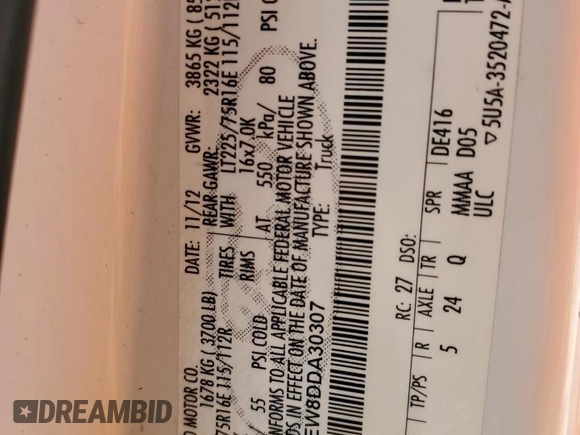 D MOTOR CO.
DATE: 11/12 GVWR: 3865 KG (85
1678 KG ( 3700 LB) REAR GAWR: 2322 KG ( 51
75R16E 115/112R TIRES WITH LT225/75R16E 115/112
RIMS 16x7.0K
/ 55 PSI COLD AT 550 kPa/ 80 PSI
NFORMS TO ALL APPLICABLE FEDERAL MOTOR VEHICLE
DS IN EFFECT ON THE DATE OF MANUFACTURE SHOWN ABOVE.
EW8DDA30307 TYPE: Truck
RC: 27 DSO:
TP/PS R AXLE TR SPR DE416
5 24 Q MMAAA D05
ULC ▽5U5A-3520472-
DREAMBID